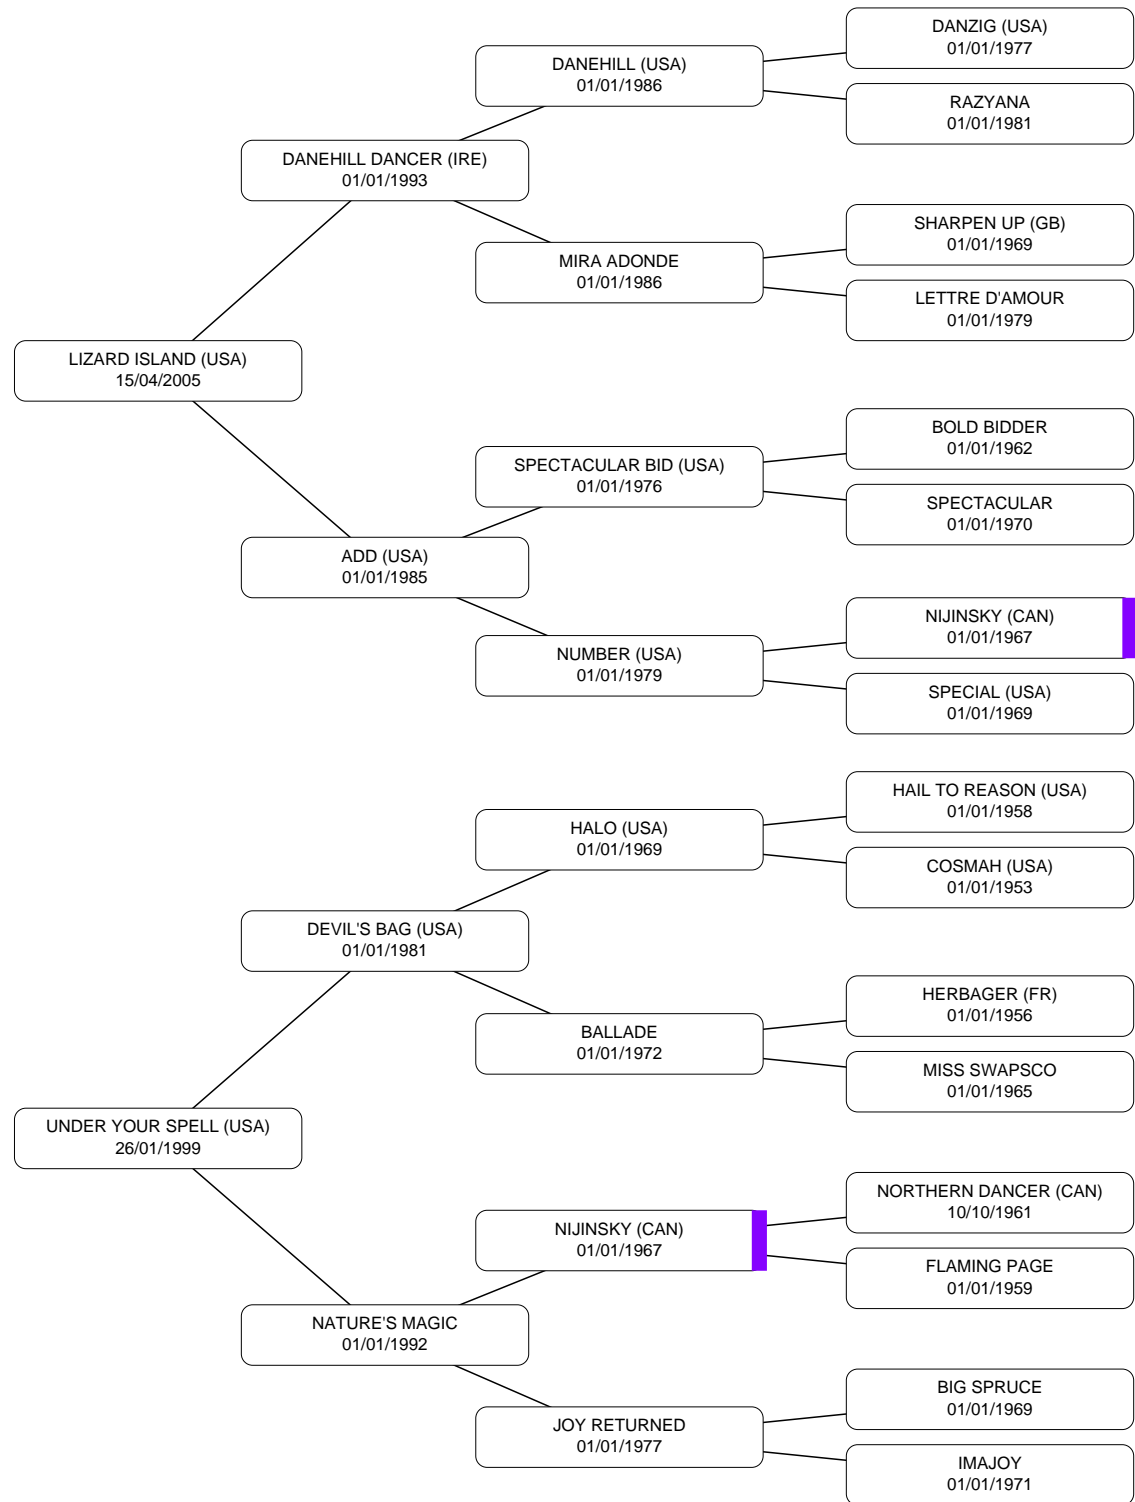 DANZIG (USA)
01/01/1977
DANEHILL (USA)
01/01/1986
RAZYANA
01/01/1981
DANEHILL DANCER (IRE)
01/01/1993
SHARPEN UP (GB)
01/01/1969
MIRA ADONDE
01/01/1986
LETTRE D'AMOUR
01/01/1979
LIZARD ISLAND (USA)
15/04/2005
BOLD BIDDER
01/01/1962
SPECTACULAR BID (USA)
01/01/1976
SPECTACULAR
01/01/1970
ADD (USA)
01/01/1985
NIJINSKY (CAN)
01/01/1967
NUMBER (USA)
01/01/1979
SPECIAL (USA)
01/01/1969
HAIL TO REASON (USA)
01/01/1958
HALO (USA)
01/01/1969
COSMAH (USA)
01/01/1953
DEVIL'S BAG (USA)
01/01/1981
HERBAGER (FR)
01/01/1956
BALLADE
01/01/1972
MISS SWAPSCO
01/01/1965
UNDER YOUR SPELL (USA)
26/01/1999
NORTHERN DANCER (CAN)
10/10/1961
NIJINSKY (CAN)
01/01/1967
FLAMING PAGE
01/01/1959
NATURE'S MAGIC
01/01/1992
BIG SPRUCE
01/01/1969
JOY RETURNED
01/01/1977
IMAJOY
01/01/1971